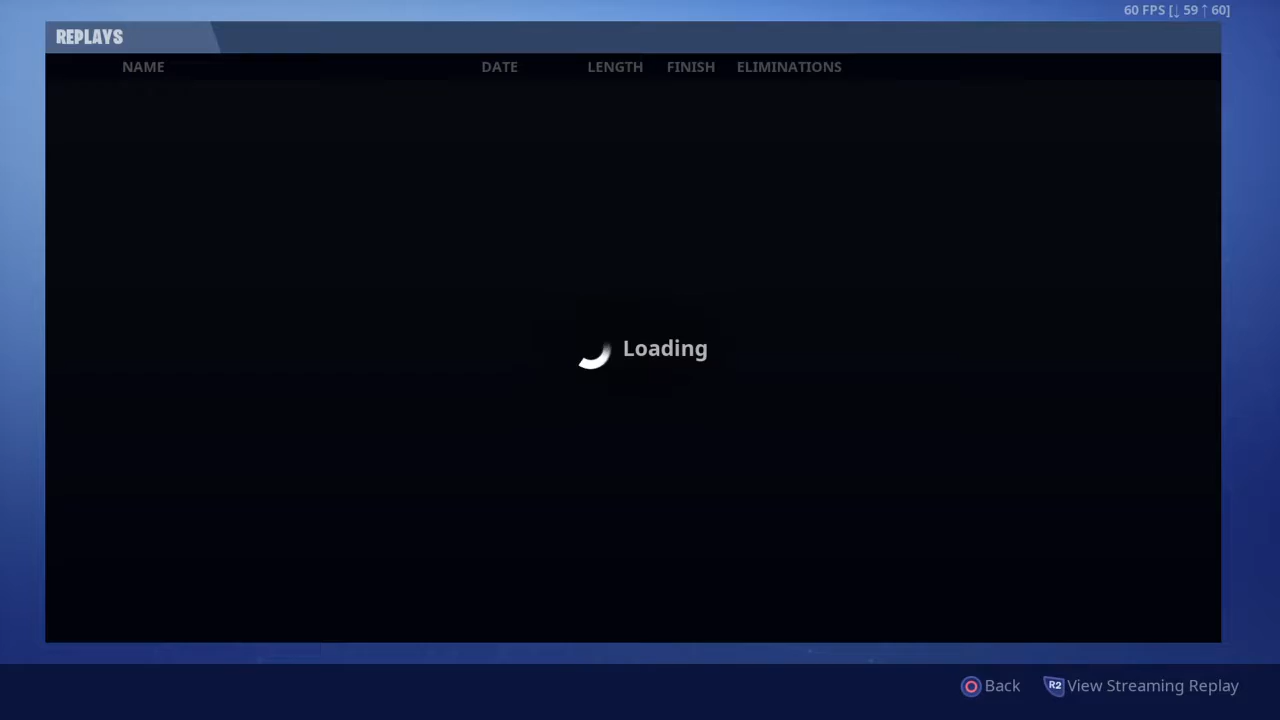 60 FPS [↓ 59 ↑ 60]
REPLAYS
NAME DATE LENGTH FINISH ELIMINATIONS
Loading
Back R2 View Streaming Replay